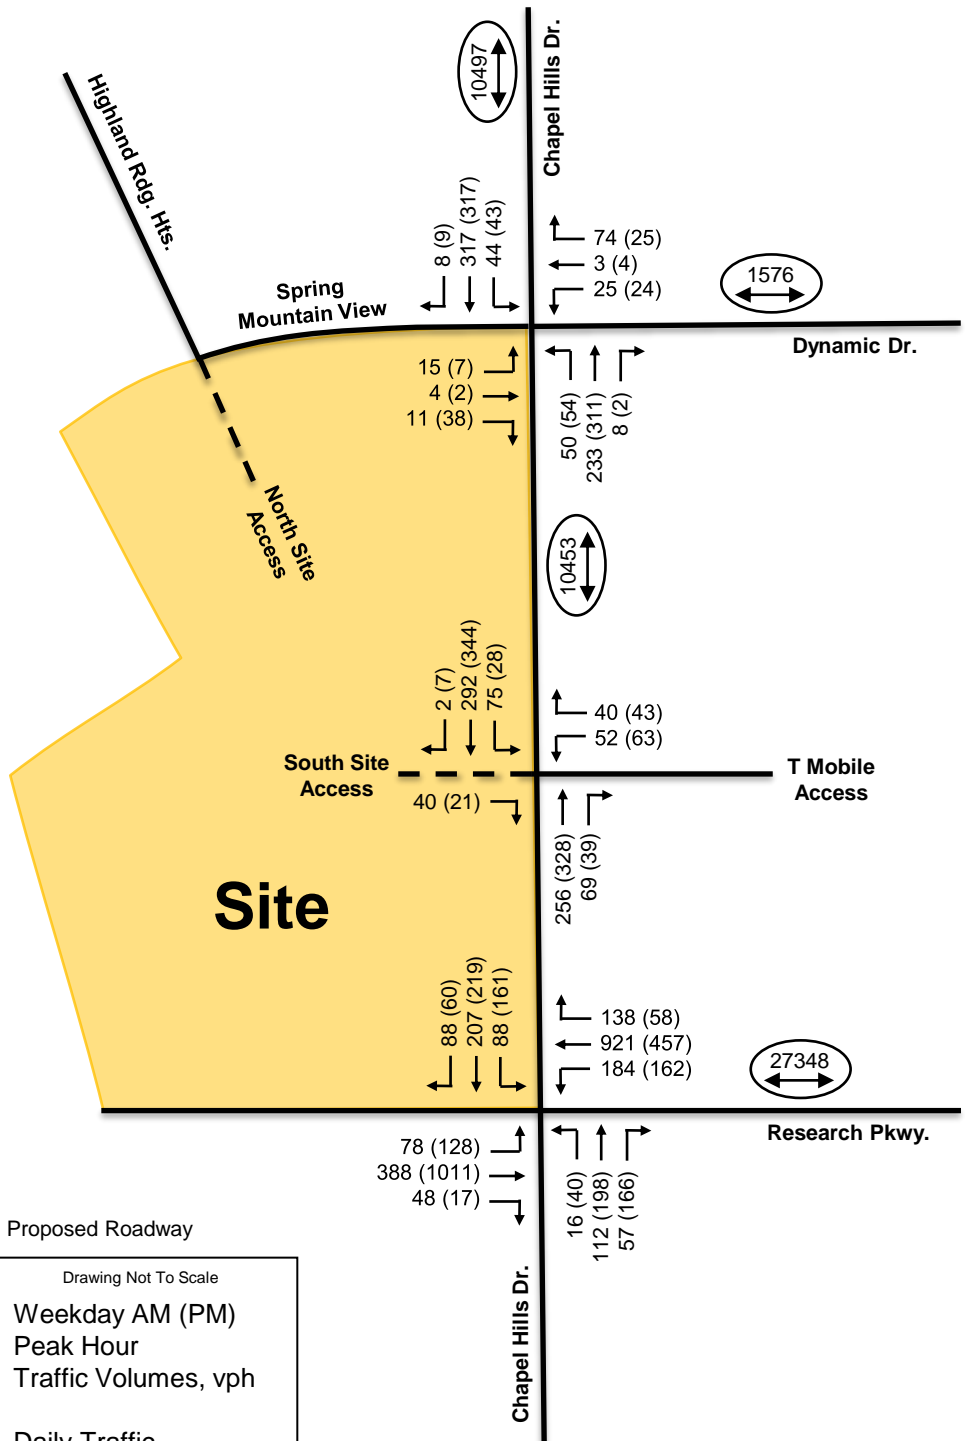 10497
Chapel Hills Dr.
Highland Rdg. Hts.
8 (9)
317 (317)
44 (43)
74 (25)
3 (4)
25 (24)
1576
Spring
Mountain View
Dynamic Dr.
15 (7)
4 (2)
11 (38)
50 (54)
233 (311)
8 (2)
North Site
Access
10453
2 (7)
292 (344)
75 (28)
40 (43)
52 (63)
South Site
Access
T Mobile
Access
40 (21)
256 (328)
69 (39)
Site
88 (60)
207 (219)
88 (161)
138 (58)
921 (457)
184 (162)
27348
Research Pkwy.
78 (128)
388 (1011)
48 (17)
16 (40)
112 (198)
57 (166)
Proposed Roadway
Drawing Not To Scale
Weekday AM (PM)
Peak Hour
Traffic Volumes, vph
Daily Traffic
Chapel Hills Dr.